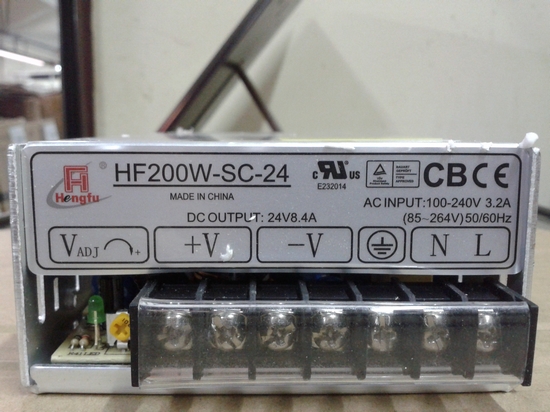 Hengfu
HF200W-SC-24
MADE IN CHINA
DC OUTPUT: 24V8.4A
c RU US
E232014
CB CE
AC INPUT:100-240V 3.2A
(85~264V) 50/60Hz
VADJ +
+V
-V
N L